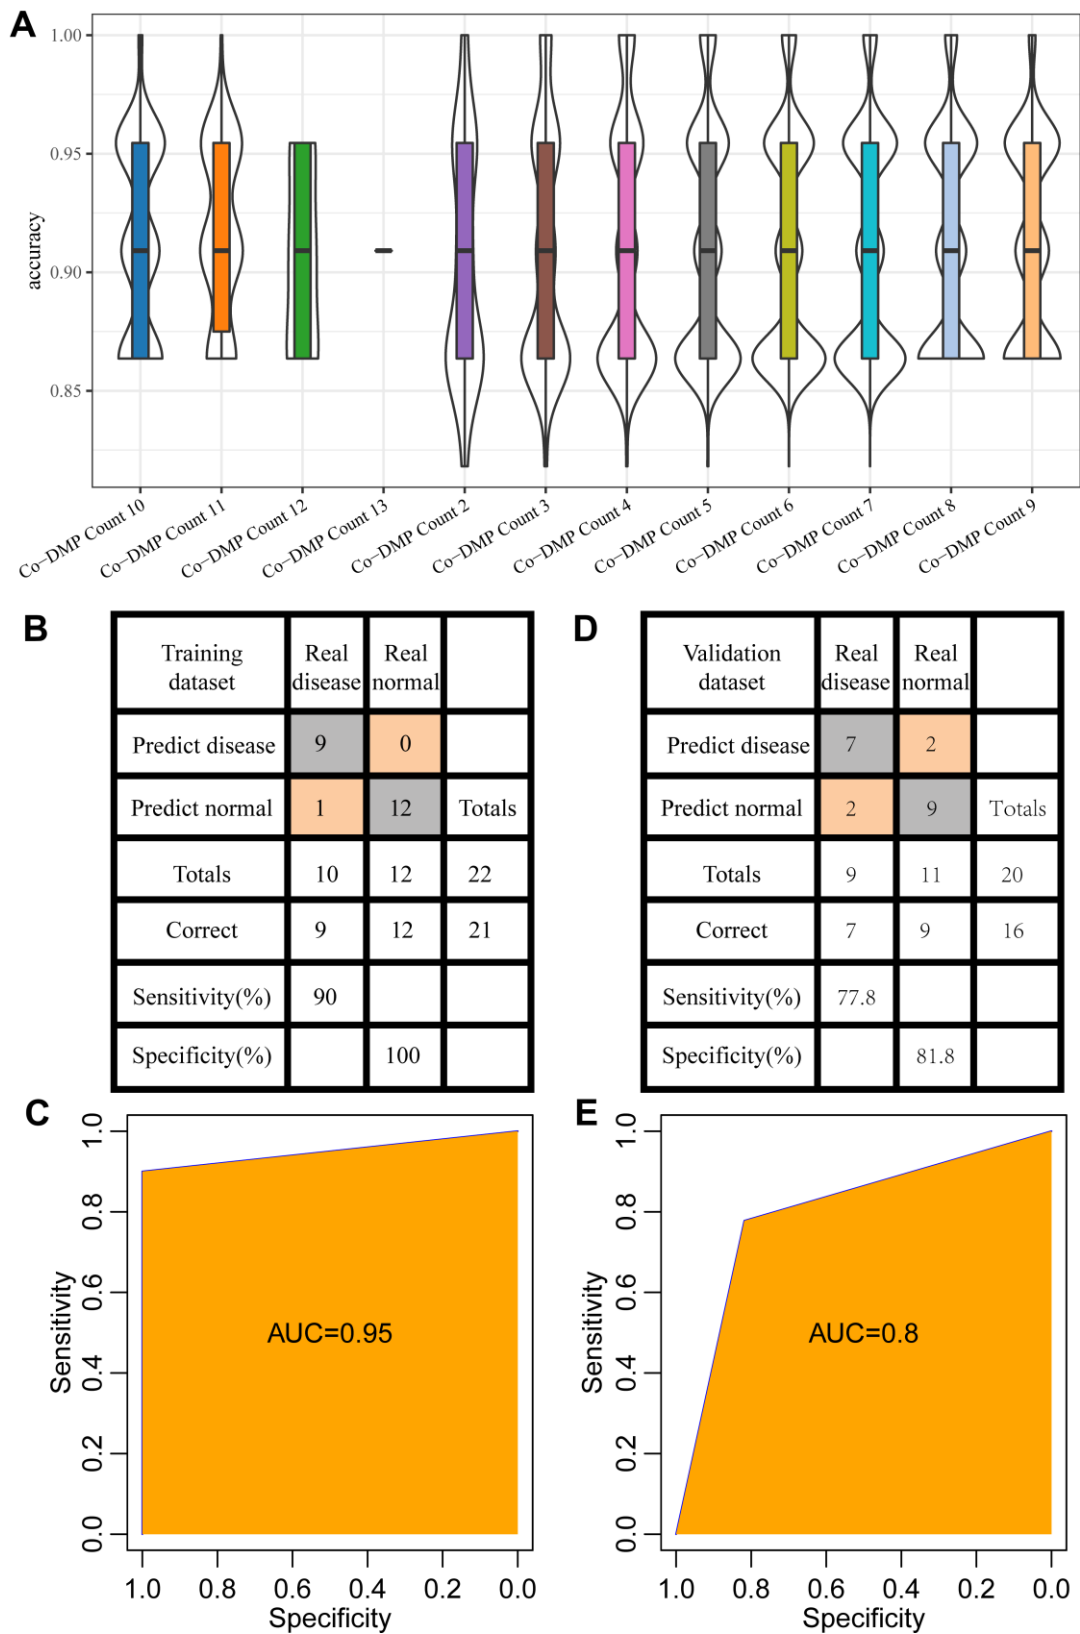 A
1.00
0.95
0.90
0.85
accuracy
Co−DMP Count 10
Co−DMP Count 11
Co−DMP Count 12
Co−DMP Count 13
Co−DMP Count 2
Co−DMP Count 3
Co−DMP Count 4
Co−DMP Count 5
Co−DMP Count 6
Co−DMP Count 7
Co−DMP Count 8
Co−DMP Count 9
B
Training dataset
Real disease
Real normal
Predict disease 9 0
Predict normal 1 12 Totals
Totals 10 12 22
Correct 9 12 21
Sensitivity(%) 90
Specificity(%) 100
D
Validation dataset
Real disease
Real normal
Predict disease 7 2
Predict normal 2 9 Totals
Totals 9 11 20
Correct 7 9 16
Sensitivity(%) 77.8
Specificity(%) 81.8
C
Sensitivity
1.0
0.8
0.6
0.4
0.2
0.0
AUC=0.95
1.0 0.8 0.6 0.4 0.2 0.0
Specificity
E
Sensitivity
1.0
0.8
0.6
0.4
0.2
0.0
AUC=0.8
1.0 0.8 0.6 0.4 0.2 0.0
Specificity